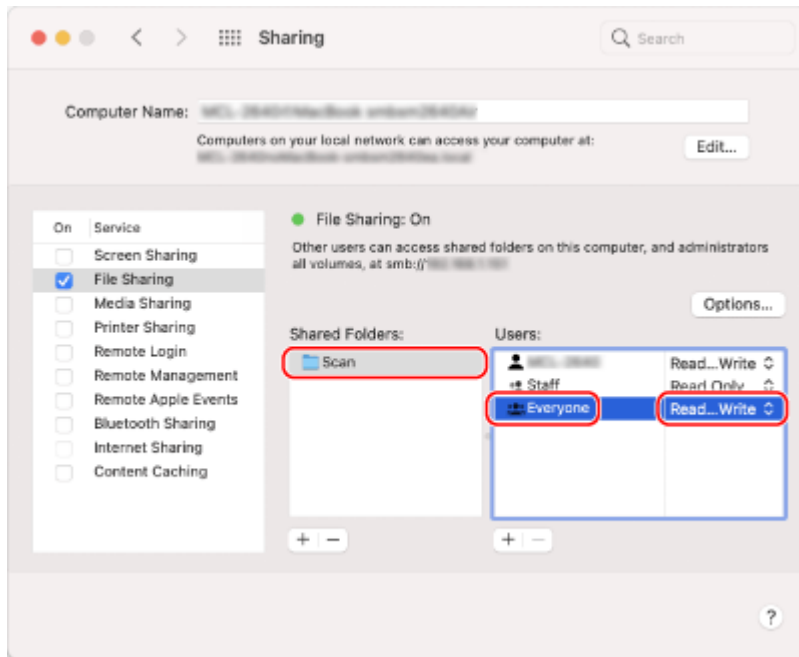 Sharing
Search
Computer Name:
Computers on your local network can access your computer at:
Edit...
On Service
Screen Sharing
File Sharing
Media Sharing
Printer Sharing
Remote Login
Remote Management
Remote Apple Events
Bluetooth Sharing
Internet Sharing
Content Caching
File Sharing: On
Other users can access shared folders on this computer, and administrators
all volumes, at smb://
Options...
Shared Folders:
Scan
Users:
Read...Write
Staff Read Only
Everyone Read...Write
+ −
+ −
?